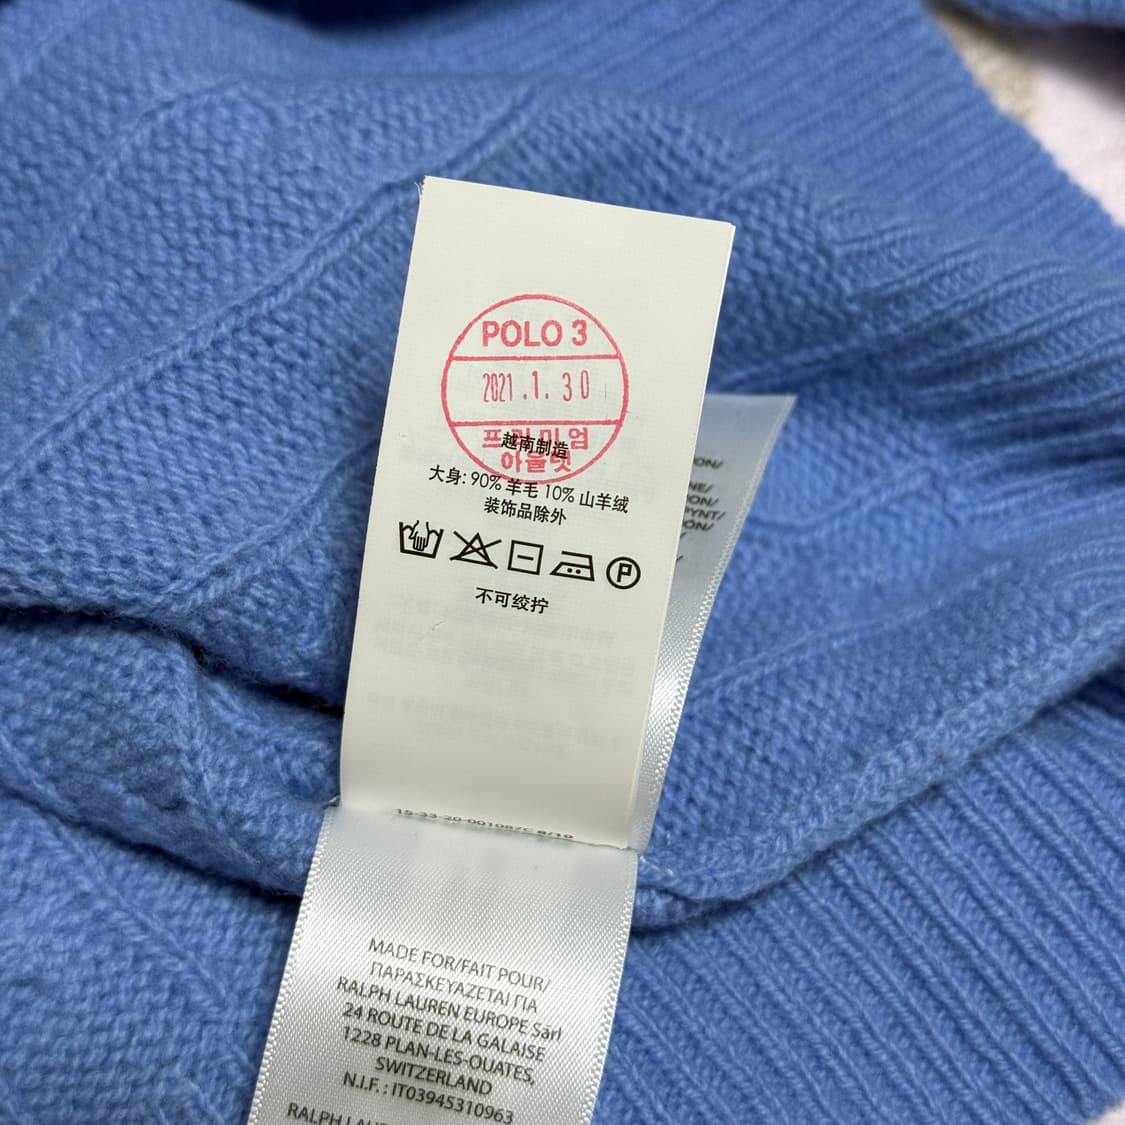 POLO 3
2021.1.30
프리미엄
아울렛
越南制造
大身: 90% 羊毛 10% 山羊绒
装饰品除外
P
不可绞拧
MADE FOR/FAIT POUR/
ΠΑΡΑΣΚΕΥΑΖΕΤΑΙ ΓΙΑ
RALPH LAUREN EUROPE Sàrl
24 ROUTE DE LA GALAISE
1228 PLAN-LES-OUATES,
SWITZERLAND
N.I.F. : IT03945310963
RALPH